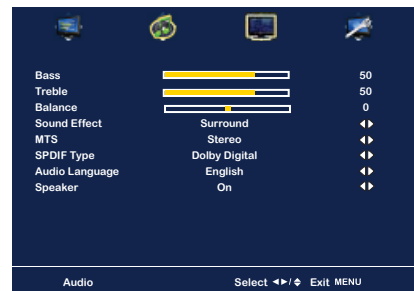 Bass 50
Treble 50
Balance 0
Sound Effect Surround
MTS Stereo
SPDIF Type Dolby Digital
Audio Language English
Speaker On
Audio Select ◄►/♦ Exit MENU